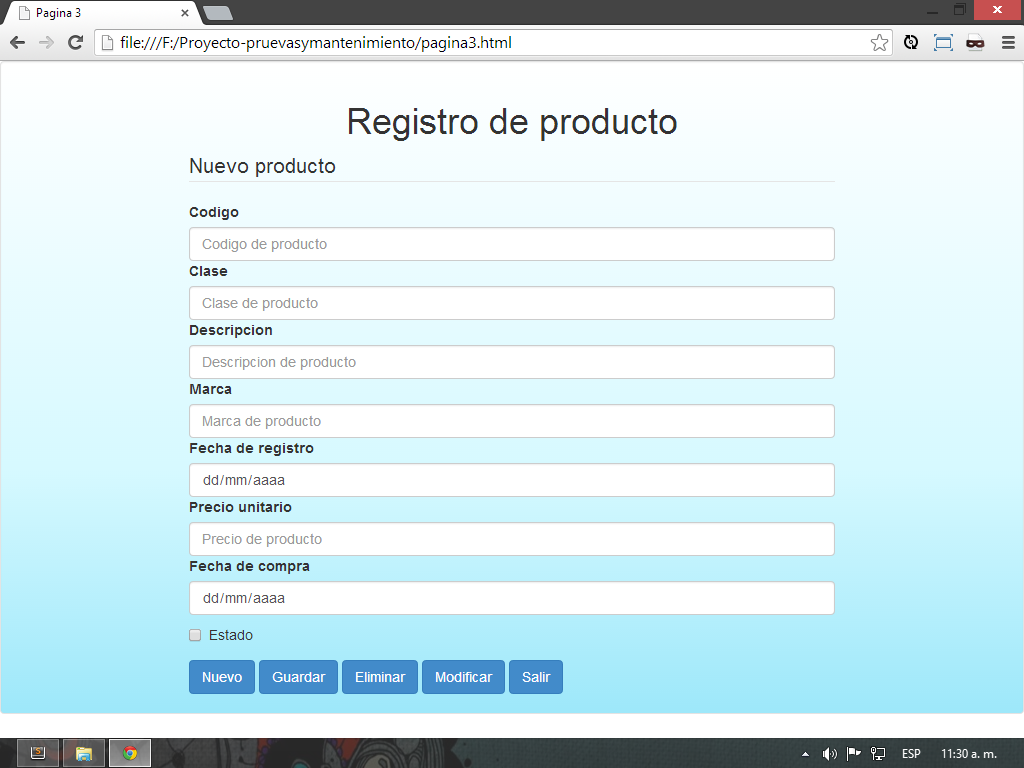 Pagina 3
file:///F:/Proyecto-pruevasymantenimiento/pagina3.html
Registro de producto
Nuevo producto
Codigo
Codigo de producto
Clase
Clase de producto
Descripcion
Descripcion de producto
Marca
Marca de producto
Fecha de registro
dd/mm/aaaa
Precio unitario
Precio de producto
Fecha de compra
dd/mm/aaaa
Estado
Nuevo Guardar Eliminar Modificar Salir
ESP 11:30 a. m.